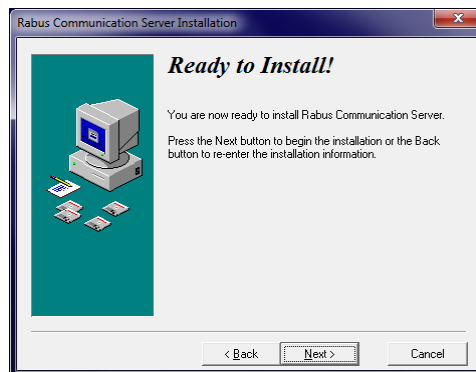 Rabus Communication Server Installation
Ready to Install!
You are now ready to install Rabus Communication Server.
Press the Next button to begin the installation or the Back
button to re-enter the installation information.
< Back Next > Cancel